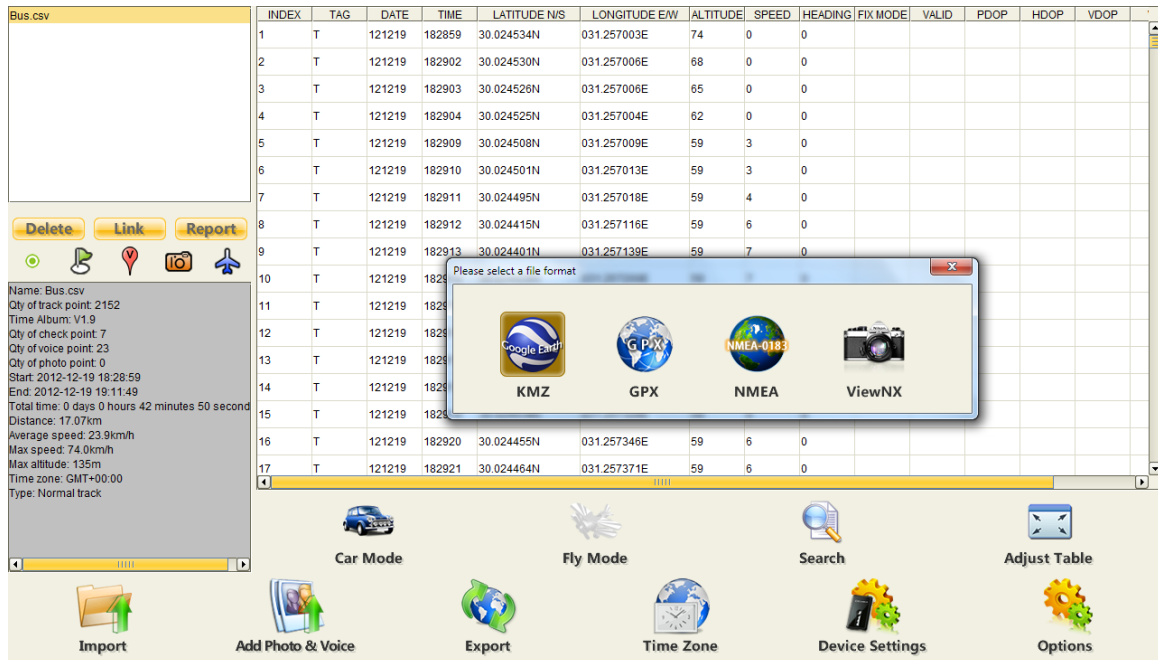 Bus.csv
INDEX TAG DATE TIME LATITUDE N/S LONGITUDE E/W ALTITUDE SPEED HEADING FIX MODE VALID PDOP HDOP VDOP
1 T 121219 182859 30.024534N 031.257003E 74 0 0
2 T 121219 182902 30.024530N 031.257006E 68 0 0
3 T 121219 182903 30.024526N 031.257006E 65 0 0
4 T 121219 182904 30.024525N 031.257004E 62 0 0
5 T 121219 182909 30.024508N 031.257009E 59 3 0
6 T 121219 182910 30.024501N 031.257013E 59 3 0
7 T 121219 182911 30.024495N 031.257018E 59 4 0
8 T 121219 182912 30.024415N 031.257116E 59 6 0
9 T 121219 182913 30.024401N 031.257139E 59 7 0
10 T 121219
11 T 121219
12 T 121219
13 T 121219
14 T 121219
15 T 121219
16 T 121219 182920 30.024455N 031.257346E 59 6 0
17 T 121219 182921 30.024464N 031.257371E 59 6 0
Delete Link Report
V
Name: Bus.csv
Qty of track point: 2152
Time Album: V1.9
Qty of check point: 7
Qty of voice point: 23
Qty of photo point: 0
Start: 2012-12-19 18:28:59
End: 2012-12-19 19:11:49
Total time: 0 days 0 hours 42 minutes 50 second
Distance: 17.07km
Average speed: 23.9km/h
Max speed: 74.0km/h
Max altitude: 135m
Time zone: GMT+00:00
Type: Normal track
Please select a file format
Google Earth GPX NMEA-0183
KMZ GPX NMEA ViewNX
Car Mode Fly Mode Search Adjust Table
Import Add Photo & Voice Export Time Zone Device Settings Options